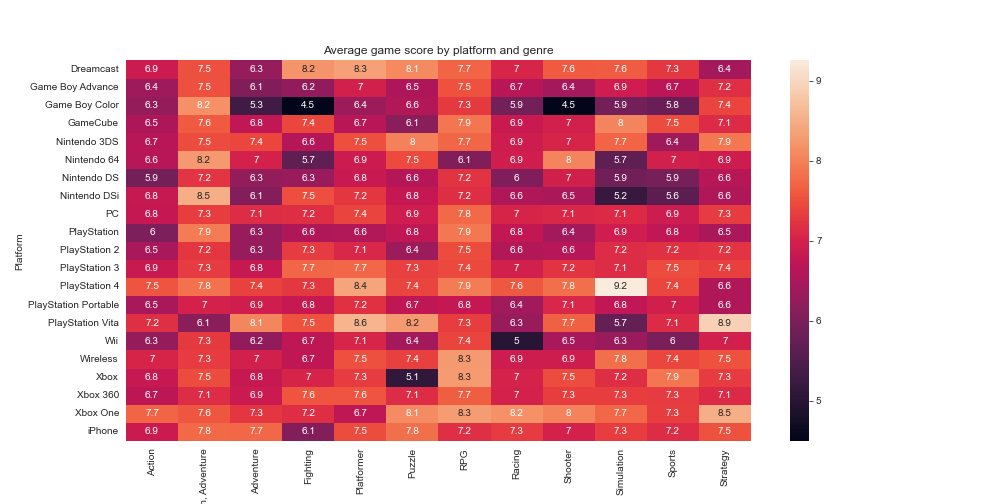 Average game score by platform and genre
Platform
Dreamcast 6.9 7.5 6.3 8.2 8.3 8.1 7.7 7 7.6 7.6 7.3 6.4
Game Boy Advance 6.4 7.5 6.1 6.2 7 6.5 7.5 6.7 6.4 6.9 6.7 7.2
Game Boy Color 6.3 8.2 5.3 4.5 6.4 6.6 7.3 5.9 4.5 5.9 5.8 7.4
GameCube 6.5 7.6 6.8 7.4 6.7 6.1 7.9 6.9 7 8 7.5 7.1
Nintendo 3DS 6.7 7.5 7.4 6.6 7.5 8 7.7 6.9 7 7.7 6.4 7.9
Nintendo 64 6.6 8.2 7 5.7 6.9 7.5 6.1 6.9 8 5.7 7 6.9
Nintendo DS 5.9 7.2 6.3 6.3 6.8 6.6 7.2 6 7 5.9 5.9 6.6
Nintendo DSi 6.8 8.5 6.1 7.5 7.2 6.8 7.2 6.6 6.5 5.2 5.6 6.6
PC 6.8 7.3 7.1 7.2 7.4 6.9 7.8 7 7.1 7.1 6.9 7.3
PlayStation 6 7.9 6.3 6.6 6.6 6.8 7.9 6.8 6.4 6.9 6.8 6.5
PlayStation 2 6.5 7.2 6.3 7.3 7.1 6.4 7.5 6.6 6.6 7.2 7.2 7.2
PlayStation 3 6.9 7.3 6.8 7.7 7.7 7.3 7.4 7 7.2 7.1 7.5 7.4
PlayStation 4 7.5 7.8 7.4 7.3 8.4 7.4 7.9 7.6 7.8 9.2 7.4 6.6
PlayStation Portable 6.5 7 6.9 6.8 7.2 6.7 6.8 6.4 7.1 6.8 7 6.6
PlayStation Vita 7.2 6.1 8.1 7.5 8.6 8.2 7.3 6.3 7.7 5.7 7.1 8.9
Wii 6.3 7.3 6.2 6.7 7.1 6.4 7.4 5 6.5 6.3 6 7
Wireless 7 7.3 7 6.7 7.5 7.4 8.3 6.9 6.9 7.8 7.4 7.5
Xbox 6.8 7.5 6.8 7 7.3 5.1 8.3 7 7.5 7.2 7.9 7.3
Xbox 360 6.7 7.1 6.9 7.6 7.6 7.1 7.7 7 7.3 7.3 7.3 7.1
Xbox One 7.7 7.6 7.3 7.2 6.7 8.1 8.3 8.2 8 7.7 7.3 8.5
iPhone 6.9 7.8 7.7 6.1 7.5 7.8 7.2 7.3 7 7.3 7.2 7.5
Action
n, Adventure
Adventure
Fighting
Platformer
Puzzle
RPG
Racing
Shooter
Simulation
Sports
Strategy
9
8
7
6
5